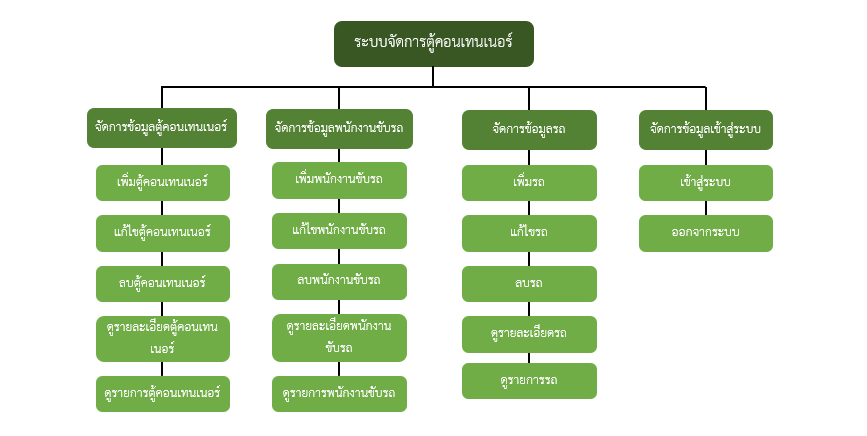 ระบบจัดการตู้คอนเทนเนอร์
จัดการข้อมูลตู้คอนเทนเนอร์
เพิ่มตู้คอนเทนเนอร์
แก้ไขตู้คอนเทนเนอร์
ลบตู้คอนเทนเนอร์
ดูรายละเอียดตู้คอนเทน
เนอร์
ดูรายการตู้คอนเทนเนอร์
จัดการข้อมูลพนักงานขับรถ
เพิ่มพนักงานขับรถ
แก้ไขพนักงานขับรถ
ลบพนักงานขับรถ
ดูรายละเอียดพนักงาน
ขับรถ
ดูรายการพนักงานขับรถ
จัดการข้อมูลรถ
เพิ่มรถ
แก้ไขรถ
ลบรถ
ดูรายละเอียดรถ
ดูรายการรถ
จัดการข้อมูลเข้าสู่ระบบ
เข้าสู่ระบบ
ออกจากระบบ